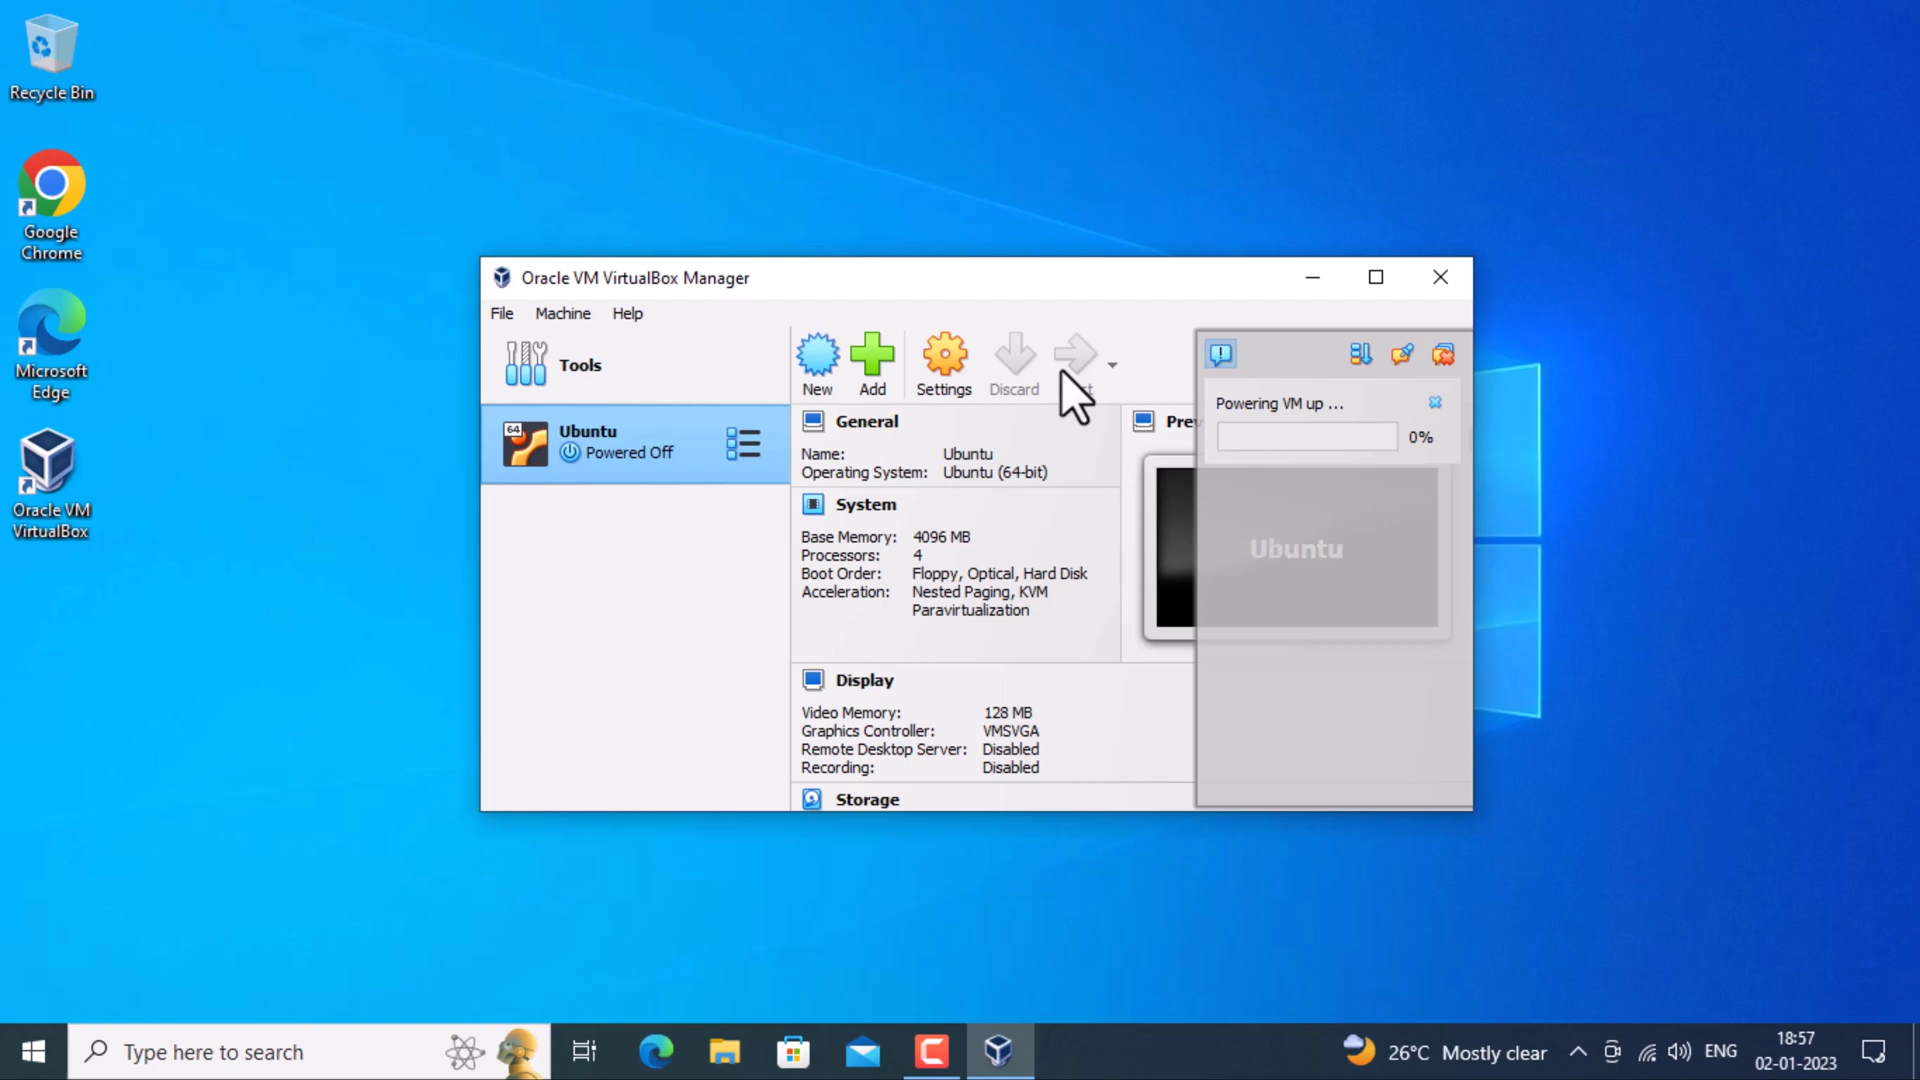 Recycle Bin
Google
Chrome
Microsoft
Edge
Oracle VM
VirtualBox
Oracle VM VirtualBox Manager
File Machine Help
Tools
New Add Settings Discard
64
Ubuntu
Powered Off
General
Name: Ubuntu
Operating System: Ubuntu (64-bit)
System
Base Memory: 4096 MB
Processors: 4
Boot Order: Floppy, Optical, Hard Disk
Acceleration: Nested Paging, KVM
Paravirtualization
Display
Video Memory: 128 MB
Graphics Controller: VMSVGA
Remote Desktop Server: Disabled
Recording: Disabled
Storage
Powering VM up ...
0%
Ubuntu
Type here to search
26°C Mostly clear
ENG
18:57
02-01-2023